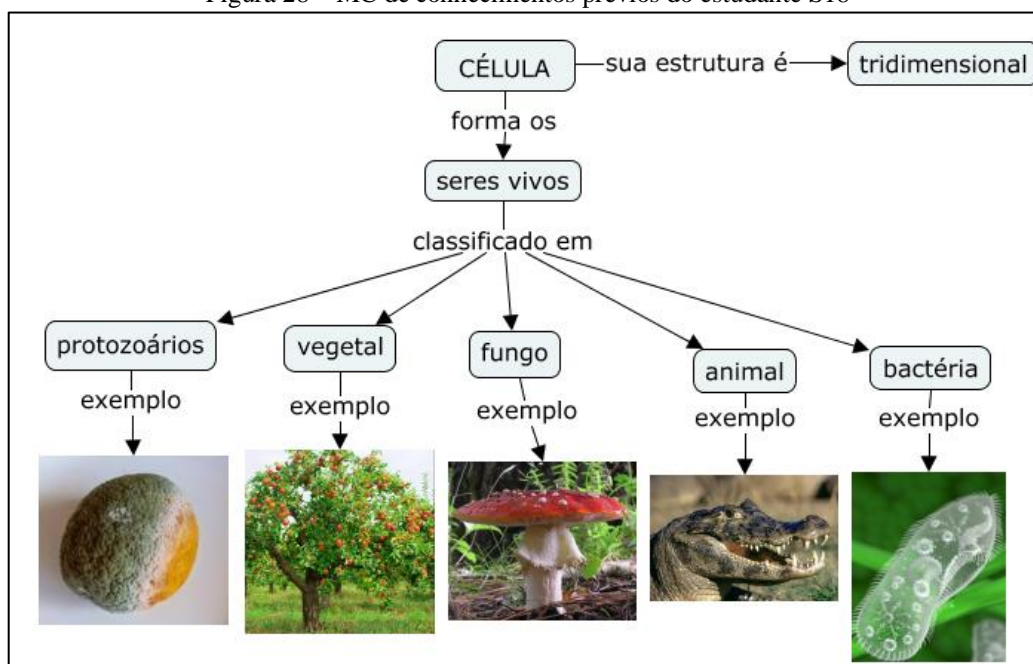 Figura 28 – MC de conhecimentos prévios do estudante S18
CÉLULA sua estrutura é tridimensional
forma os
seres vivos
classificado em
protozoários vegetal fungo animal bactéria
exemplo exemplo exemplo exemplo exemplo